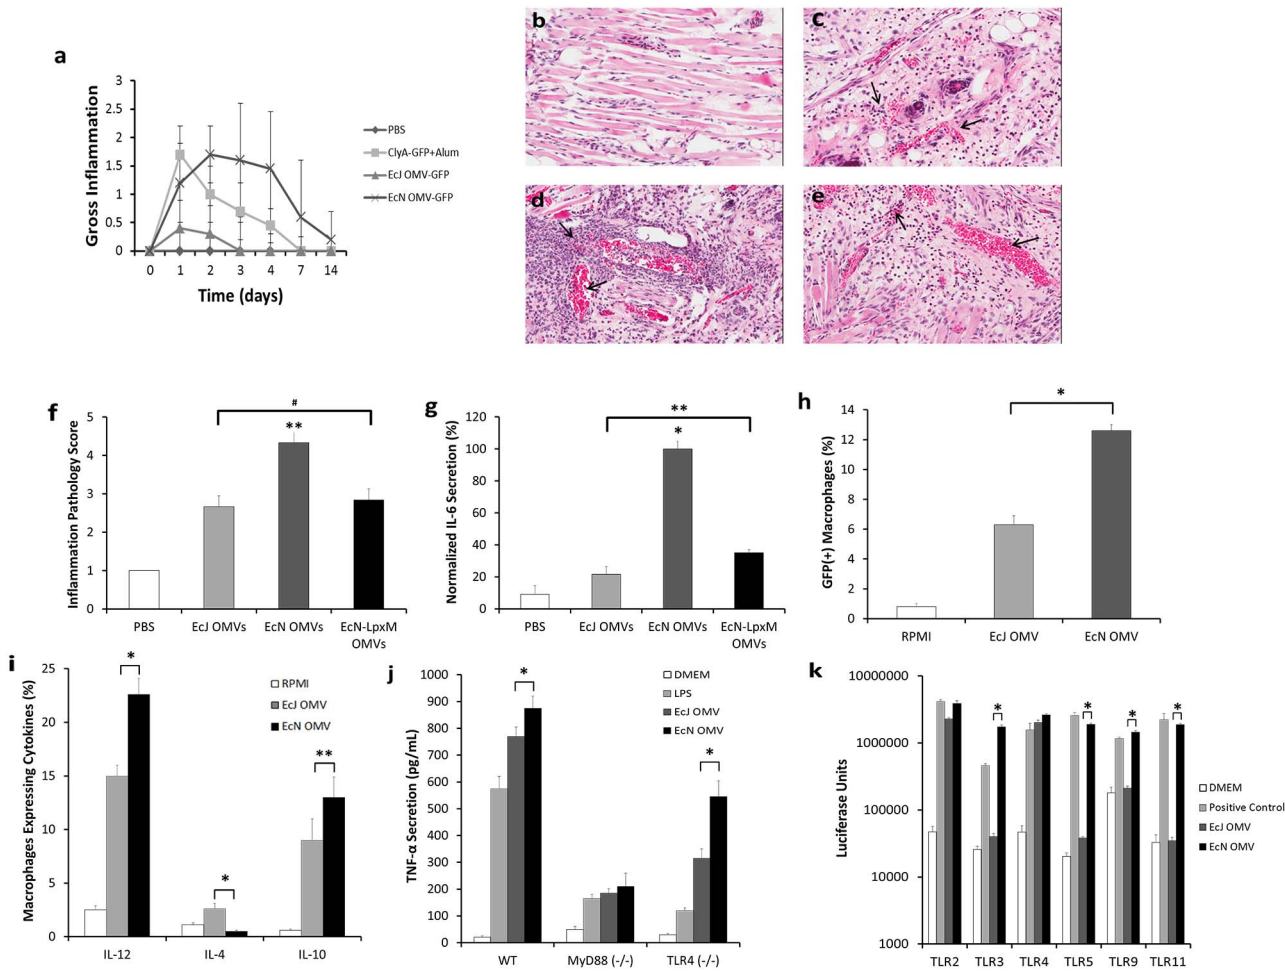 a
Gross Inflammation
3
2.5
2
1.5
1
0.5
0
0 1 2 3 4 7 14
Time (days)
PBS
ClyA-GFP+Alum
EcJ OMV-GFP
EcN OMV-GFP
b
c
d
e
f
Inflammation Pathology Score
5
4
3
2
1
0
#
**
PBS EcJ OMVs EcN OMVs EcN-LpxM
OMVs
g
Normalized IL-6 Secretion (%)
120
100
80
60
40
20
0
**
*
PBS EcJ OMVs EcN OMVs EcN-LpxM
OMVs
h
GFP(+) Macrophages (%)
14
12
10
8
6
4
2
0
*
RPMI EcJ OMV EcN OMV
i
Macrophages Expressing Cytokines (%)
25
20
15
10
5
0
*
*
**
RPMI
EcJ OMV
EcN OMV
IL-12 IL-4 IL-10
j
TNF-α Secretion (pg/mL)
1000
900
800
700
600
500
400
300
200
100
0
*
*
DMEM
LPS
EcJ OMV
EcN OMV
WT MyD88 (-/-) TLR4 (-/-)
k
Luciferase Units
10000000
1000000
100000
10000
1000
* * * *
DMEM
Positive Control
EcJ OMV
EcN OMV
TLR2 TLR3 TLR4 TLR5 TLR9 TLR11